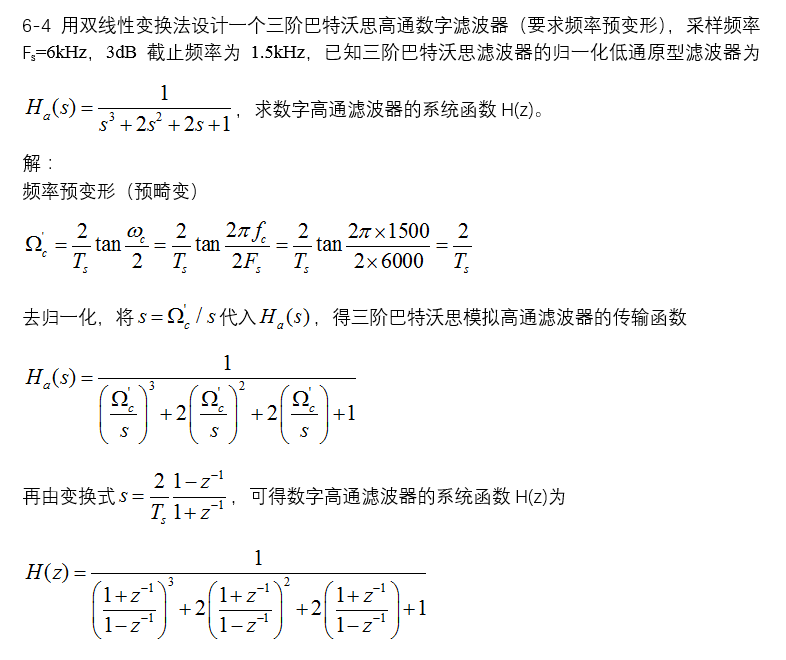 6-4 用双线性变换法设计一个三阶巴特沃思高通数字滤波器（要求频率预变形），采样频率
Fₛ=6kHz，3dB 截止频率为 1.5kHz，已知三阶巴特沃思滤波器的归一化低通原型滤波器为
$H_a(s)=\frac{1}{s^3+2s^2+2s+1}$，求数字高通滤波器的系统函数 H(z)。
解：
频率预变形（预畸变）
$\Omega_c^{'}=\frac{2}{T_s}\tan\frac{\omega_c}{2}=\frac{2}{T_s}\tan\frac{2\pi f_c}{2F_s}=\frac{2}{T_s}\tan\frac{2\pi\times1500}{2\times6000}=\frac{2}{T_s}$
去归一化，将 $s=\Omega_c^{'}/s$ 代入 $H_a(s)$，得三阶巴特沃思模拟高通滤波器的传输函数
$H_a(s)=\frac{1}{\left(\frac{\Omega_c^{'}}{s}\right)^3+2\left(\frac{\Omega_c^{'}}{s}\right)^2+2\left(\frac{\Omega_c^{'}}{s}\right)+1}$
再由变换式 $s=\frac{2}{T_s}\frac{1-z^{-1}}{1+z^{-1}}$，可得数字高通滤波器的系统函数 H(z)为
$H(z)=\frac{1}{\left(\frac{1+z^{-1}}{1-z^{-1}}\right)^3+2\left(\frac{1+z^{-1}}{1-z^{-1}}\right)^2+2\left(\frac{1+z^{-1}}{1-z^{-1}}\right)+1}$